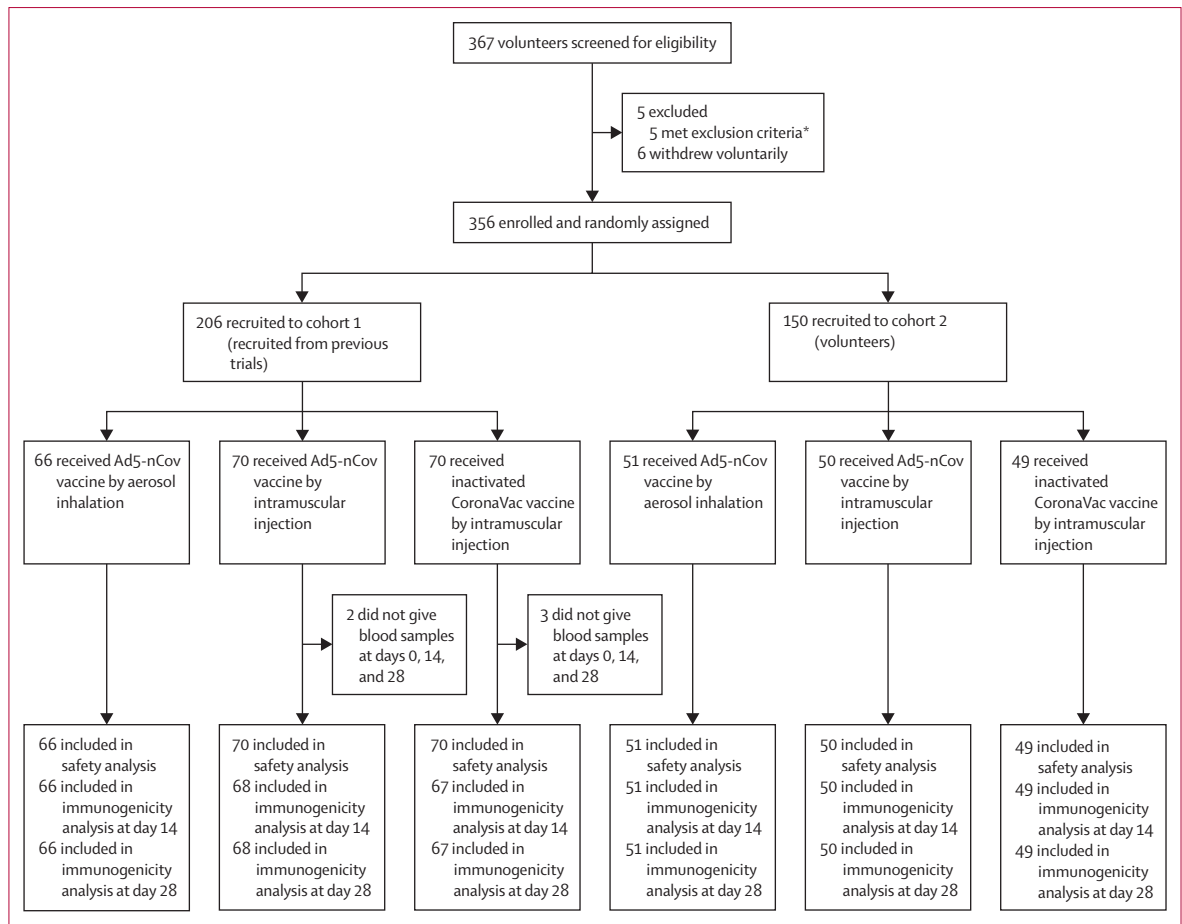 367 volunteers screened for eligibility
5 excluded
5 met exclusion criteria*
6 withdrew voluntarily
356 enrolled and randomly assigned
206 recruited to cohort 1
(recruited from previous
trials)
150 recruited to cohort 2
(volunteers)
66 received Ad5-nCov
vaccine by aerosol
inhalation
70 received Ad5-nCov
vaccine by
intramuscular
injection
70 received
inactivated
CoronaVac vaccine
by intramuscular
injection
51 received Ad5-nCov
vaccine by
aerosol inhalation
50 received Ad5-nCov
vaccine by
intramuscular
injection
49 received
inactivated
CoronaVac vaccine
by intramuscular
injection
2 did not give
blood samples
at days 0, 14,
and 28
3 did not give
blood samples
at days 0, 14,
and 28
66 included in
safety analysis
66 included in
immunogenicity
analysis at day 14
66 included in
immunogenicity
analysis at day 28
70 included in
safety analysis
68 included in
immunogenicity
analysis at day 14
68 included in
immunogenicity
analysis at day 28
70 included in
safety analysis
67 included in
immunogenicity
analysis at day 14
67 included in
immunogenicity
analysis at day 28
51 included in
safety analysis
51 included in
immunogenicity
analysis at day 14
51 included in
immunogenicity
analysis at day 28
50 included in
safety analysis
50 included in
immunogenicity
analysis at day 14
50 included in
immunogenicity
analysis at day 28
49 included in
safety analysis
49 included in
immunogenicity
analysis at day 14
49 included in
immunogenicity
analysis at day 28